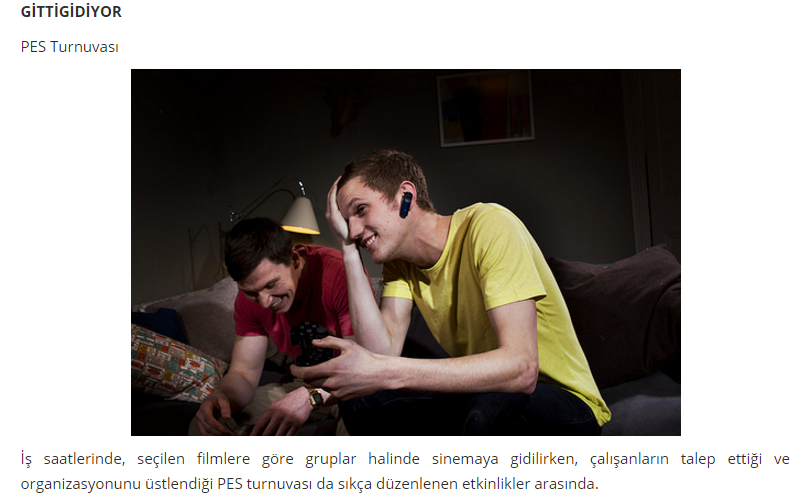 GİTTİGİDİYOR
PES Turnuvası
İş saatlerinde, seçilen filmlere göre gruplar halinde sinemaya gidilirken, çalışanların talep ettiği ve
organizasyonunu üstlendiği PES turnuvası da sıkça düzenlenen etkinlikler arasında.